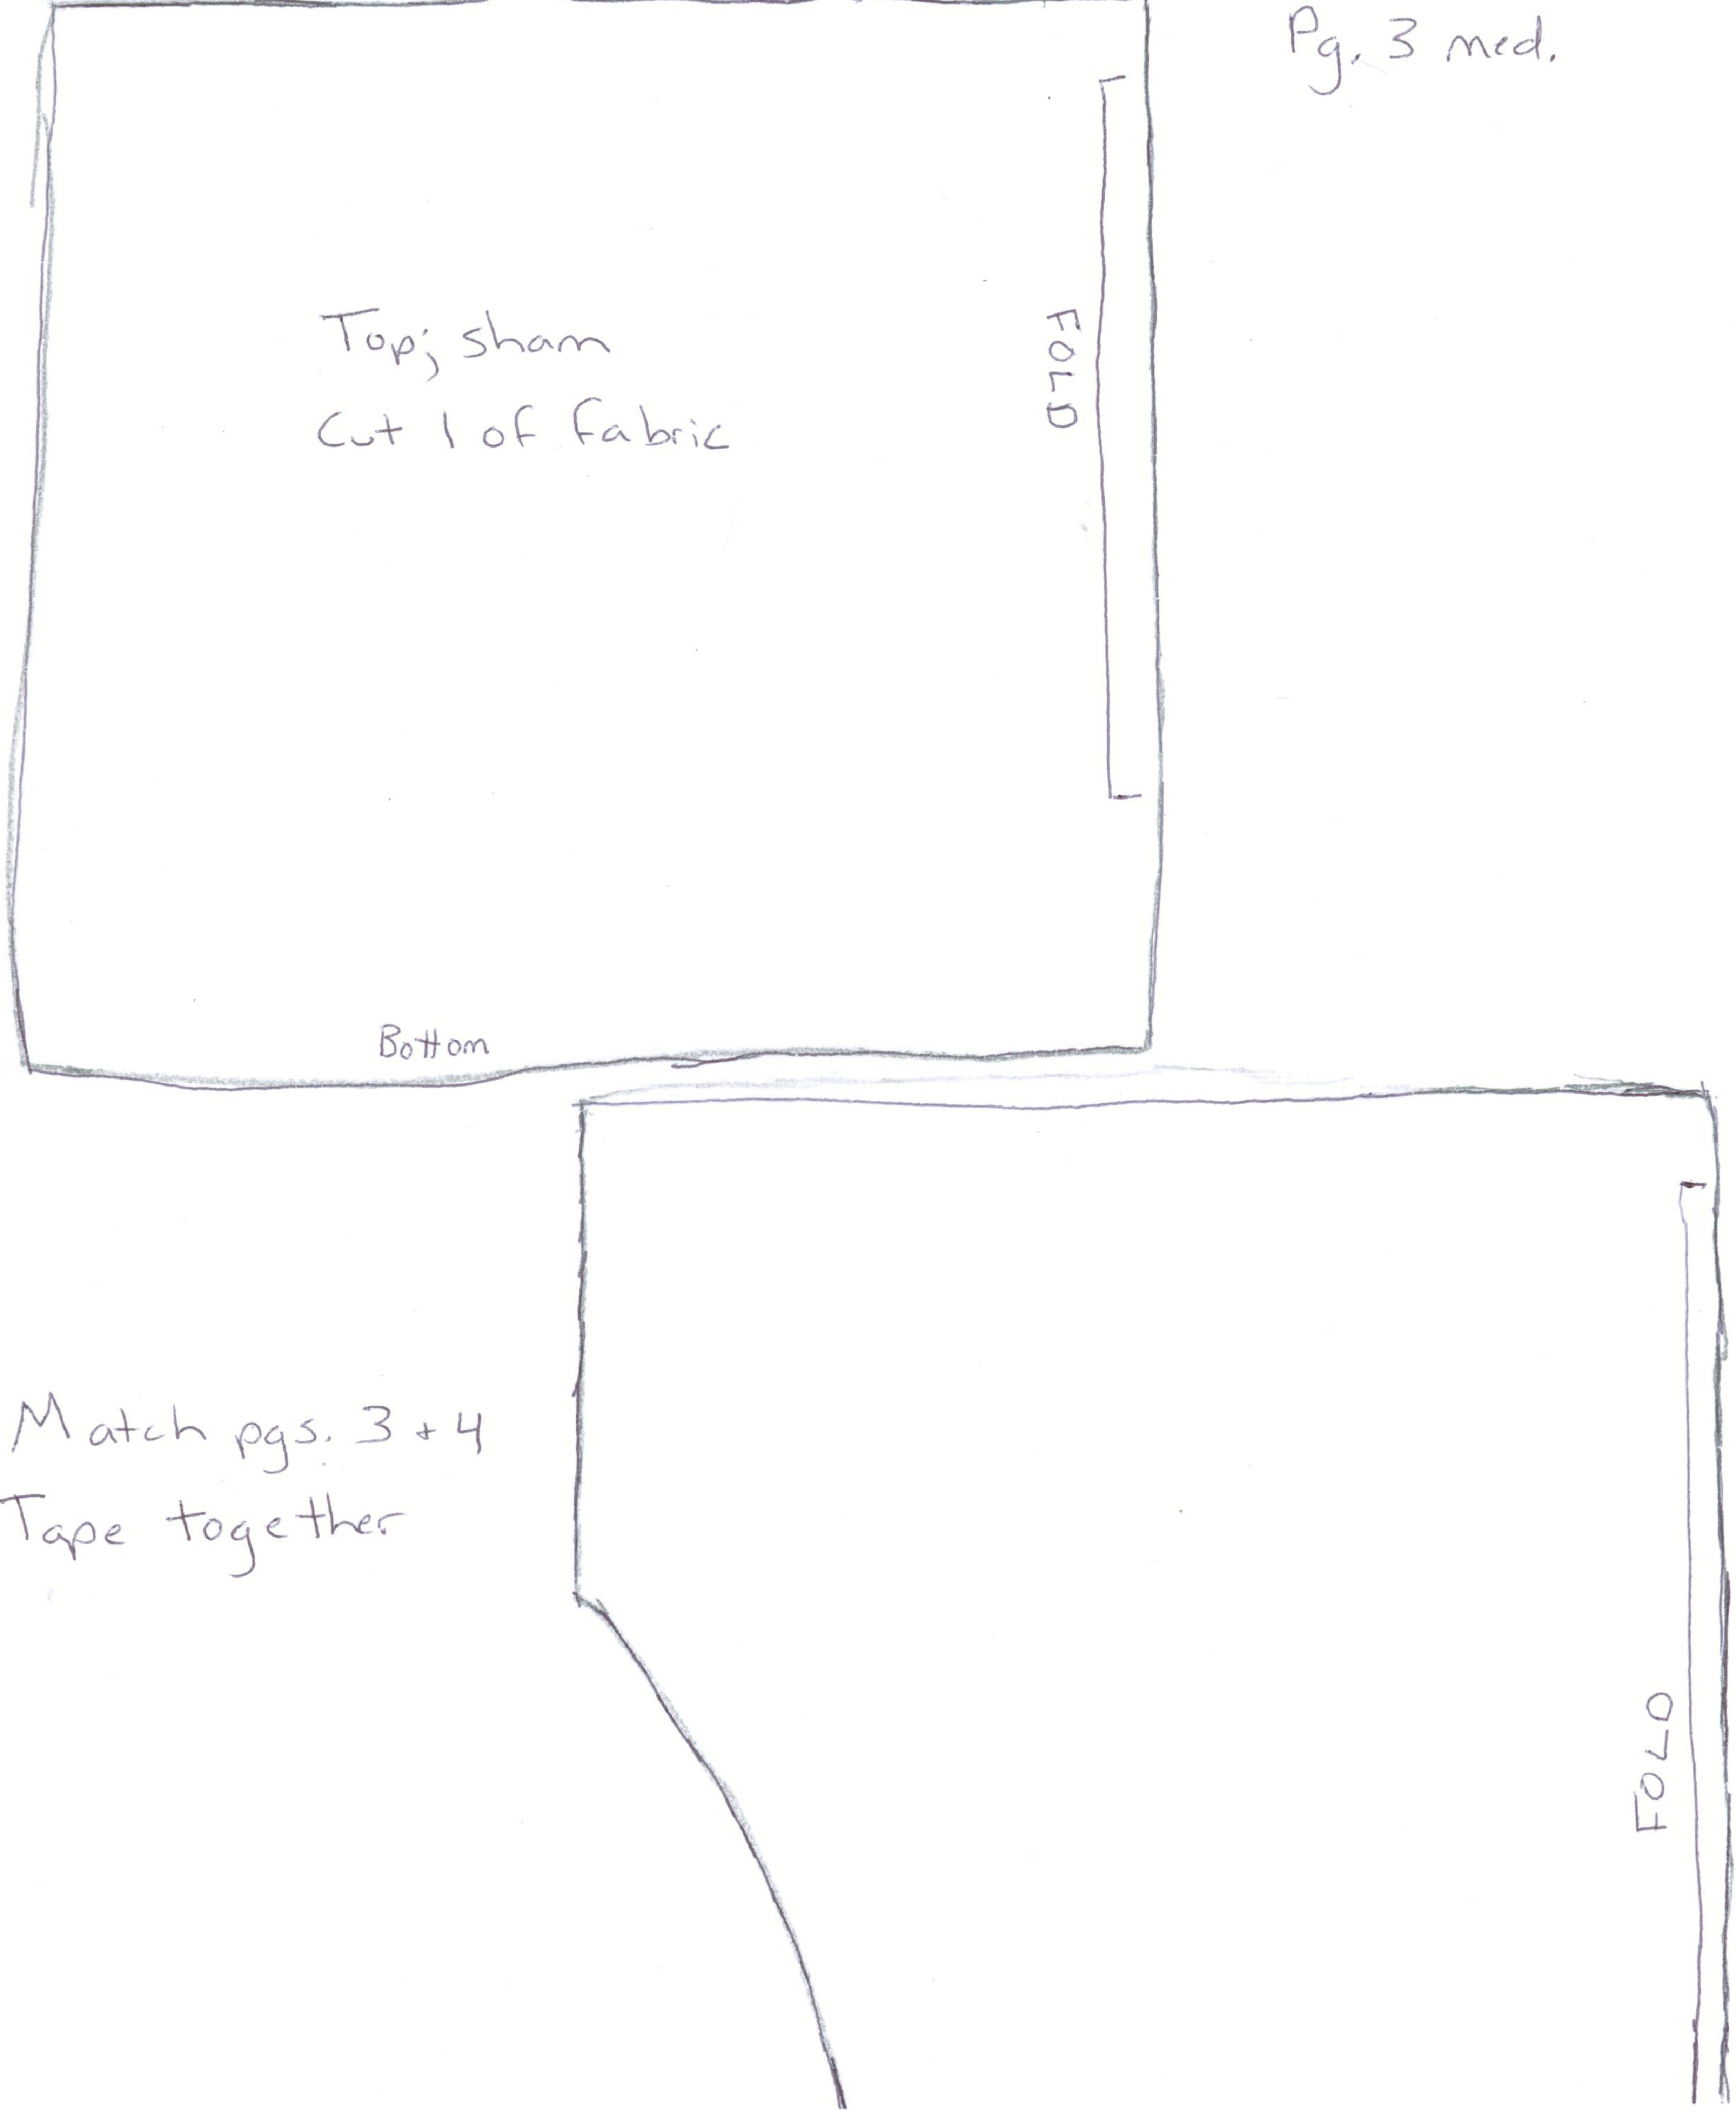 Pg. 3 med.
Top; sham
Cut 1 of fabric
FOLD
Bottom
Match pgs. 3 + 4
Tape together
FOLD